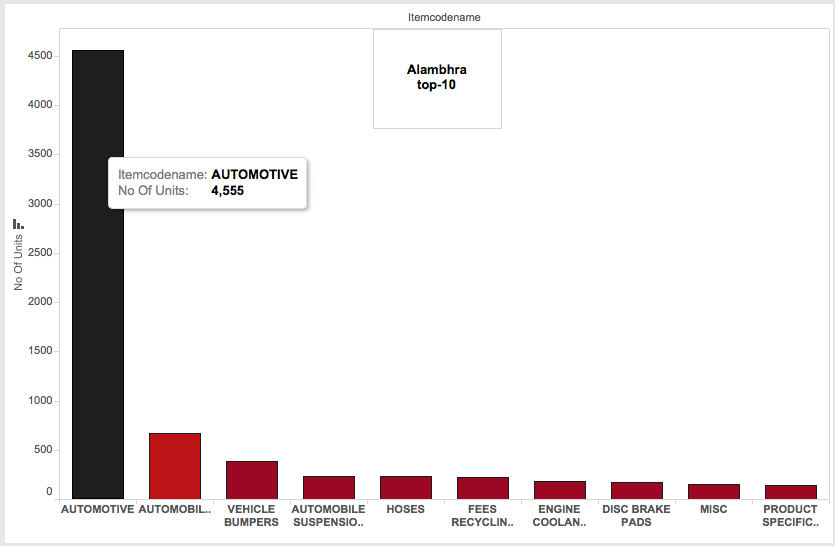 Itemcodename
Alambhra
top-10
4500
4000
3500
3000
2500
2000
1500
1000
500
0
No Of Units
Itemcodename: AUTOMOTIVE
No Of Units: 4,555
AUTOMOTIVE
AUTOMOBIL..
VEHICLE
BUMPERS
AUTOMOBILE
SUSPENSIO..
HOSES
FEES
RECYCLIN..
ENGINE
COOLAN..
DISC BRAKE
PADS
MISC
PRODUCT
SPECIFIC..